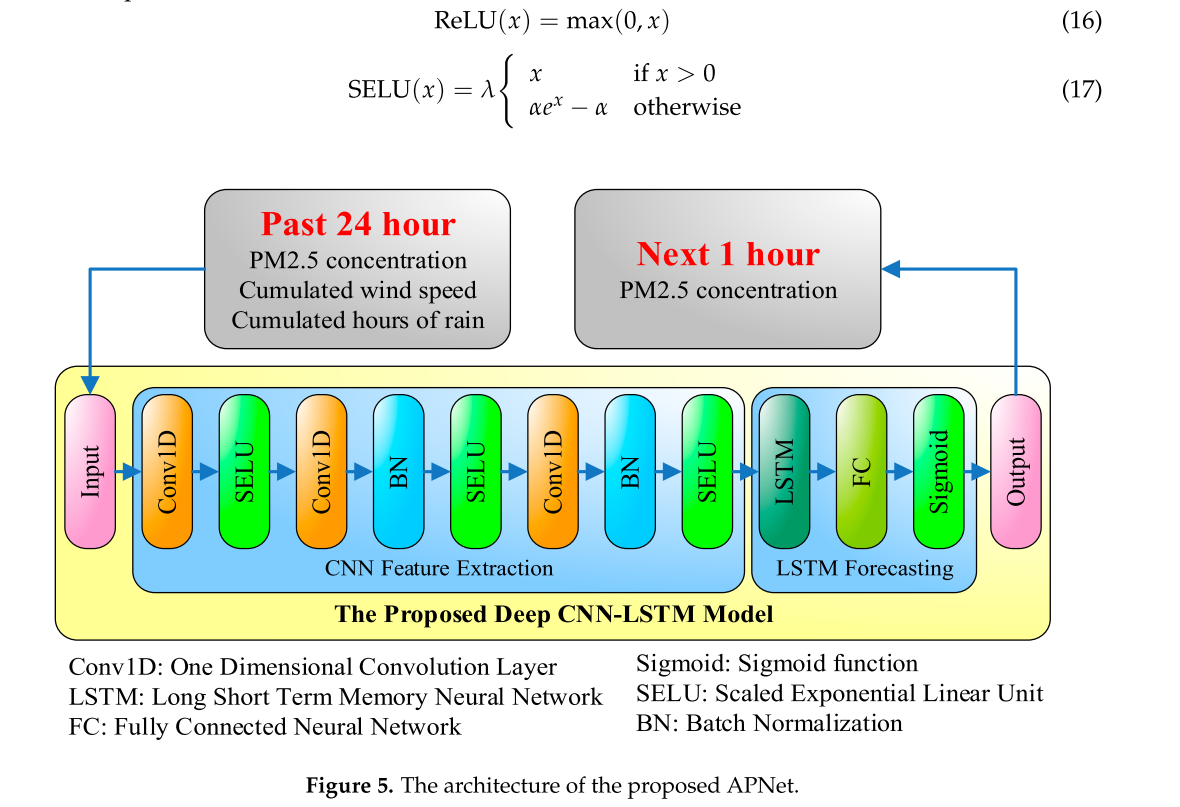 ReLU(x) = max(0, x) (16)
SELU(x) = λ { x if x > 0
αe^x − α otherwise (17)
Past 24 hour
PM2.5 concentration
Cumulated wind speed
Cumulated hours of rain
Next 1 hour
PM2.5 concentration
Input
Conv1D
SELU
Conv1D
BN
SELU
Conv1D
BN
SELU
LSTM
FC
Sigmoid
Output
CNN Feature Extraction
LSTM Forecasting
The Proposed Deep CNN-LSTM Model
Conv1D: One Dimensional Convolution Layer
LSTM: Long Short Term Memory Neural Network
FC: Fully Connected Neural Network
Sigmoid: Sigmoid function
SELU: Scaled Exponential Linear Unit
BN: Batch Normalization
Figure 5. The architecture of the proposed APNet.